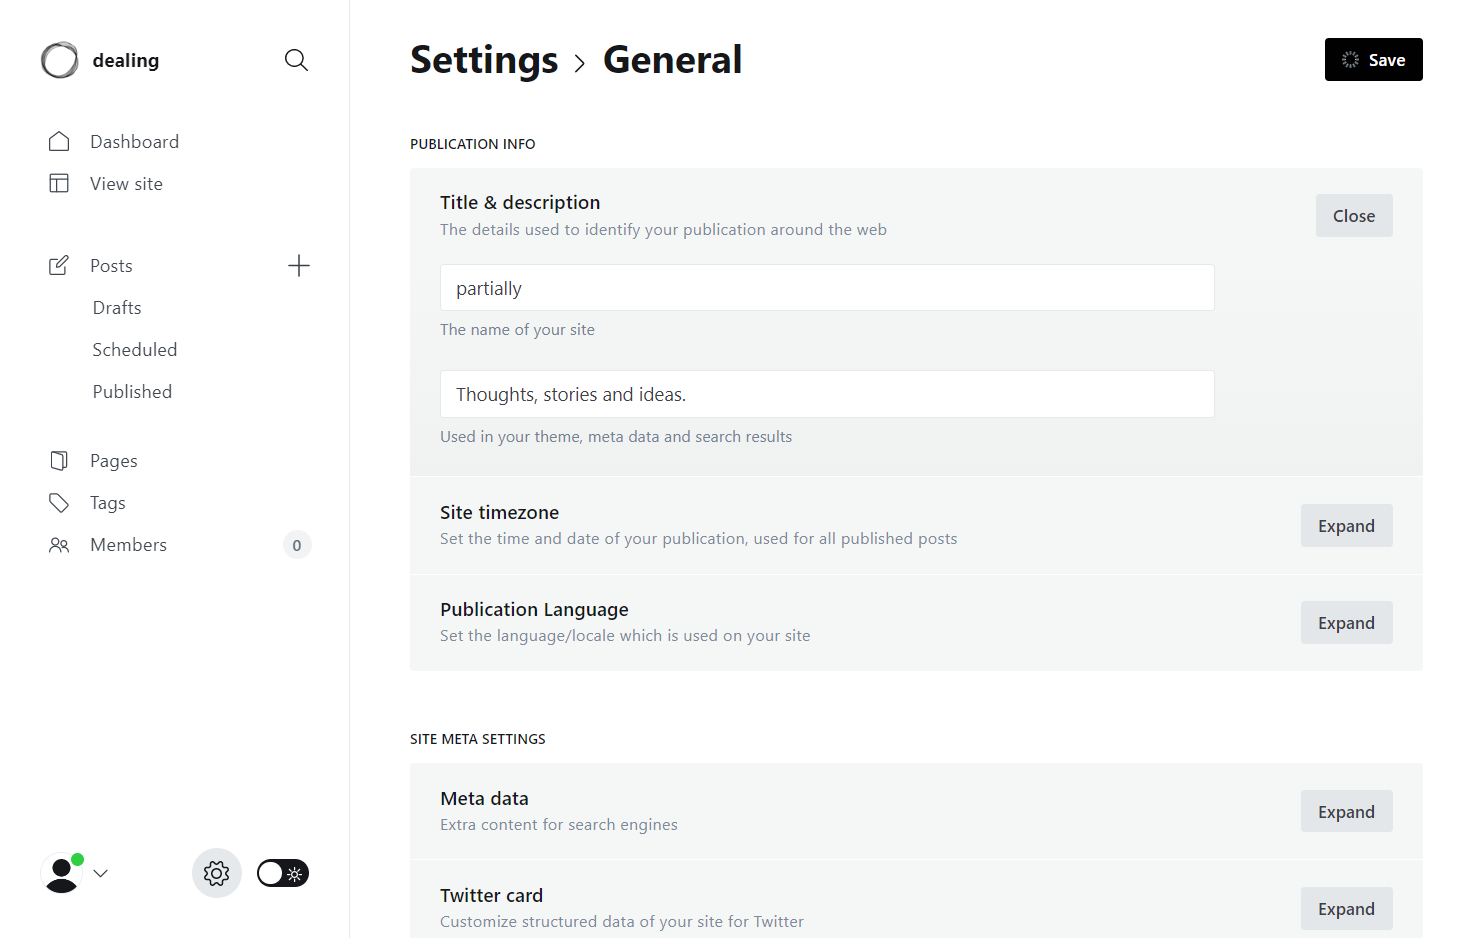 dealing
Dashboard
View site
Posts
Drafts
Scheduled
Published
Pages
Tags
Members
0
Settings
General
Save
PUBLICATION INFO
Title & description
The details used to identify your publication around the web
Close
partially
The name of your site
Thoughts, stories and ideas.
Used in your theme, meta data and search results
Site timezone
Set the time and date of your publication, used for all published posts
Expand
Publication Language
Set the language/locale which is used on your site
Expand
SITE META SETTINGS
Meta data
Extra content for search engines
Expand
Twitter card
Customize structured data of your site for Twitter
Expand